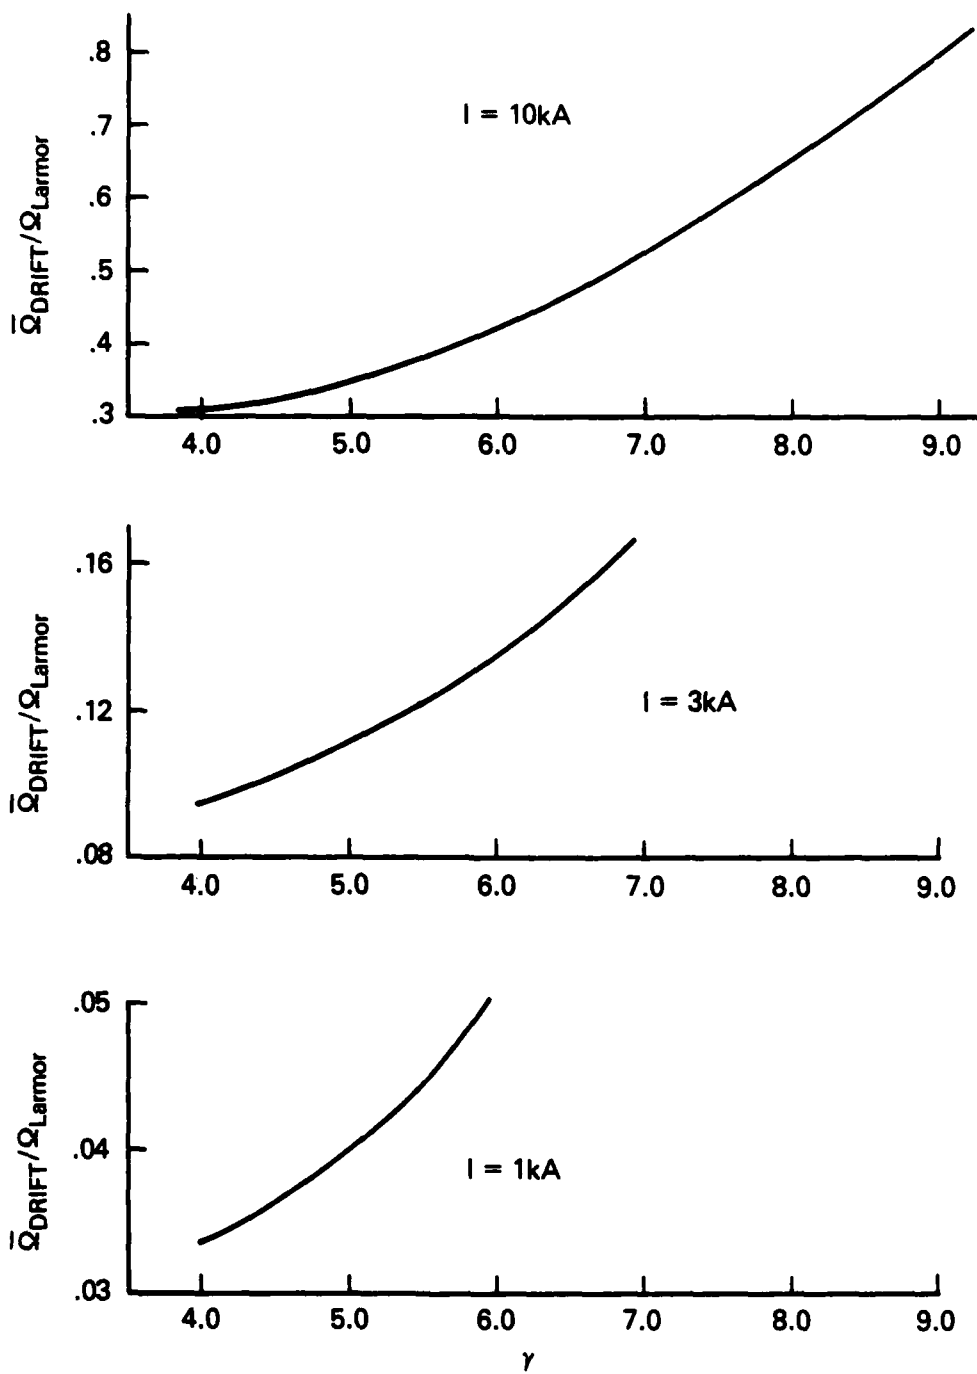 Ω̅DRIFT/ΩLarmor
.8
.7
.6
.5
.4
.3
I = 10kA
4.0 5.0 6.0 7.0 8.0 9.0
Ω̅DRIFT/ΩLarmor
.16
.12
.08
I = 3kA
4.0 5.0 6.0 7.0 8.0 9.0
Ω̅DRIFT/ΩLarmor
.05
.04
.03
I = 1kA
4.0 5.0 6.0 7.0 8.0 9.0
γ